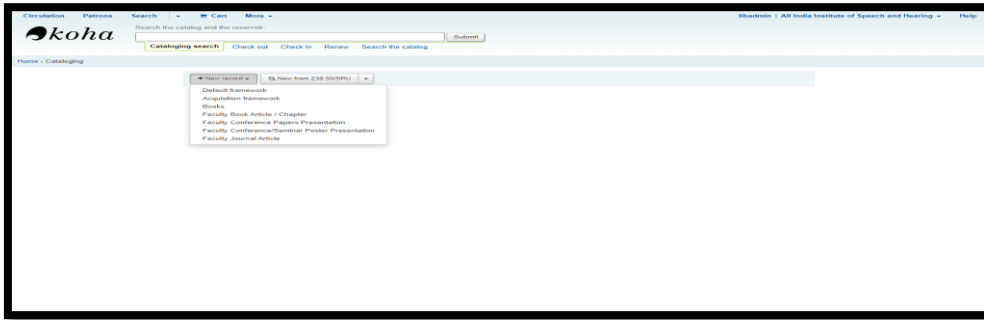 Circulation Patrons Search Cart More libadmin | All India Institute of Speech and Hearing Help
koha
Search the catalog and the reservoir:
Submit
Cataloging search Check out Check in Renew Search the catalog
Home › Cataloging
+ New record New from Z39.50/SRU
Default framework
Acquisition framework
Books
Faculty Book Article / Chapter
Faculty Conference Papers Presentation
Faculty Conference/Seminar Poster Presentation
Faculty Journal Article